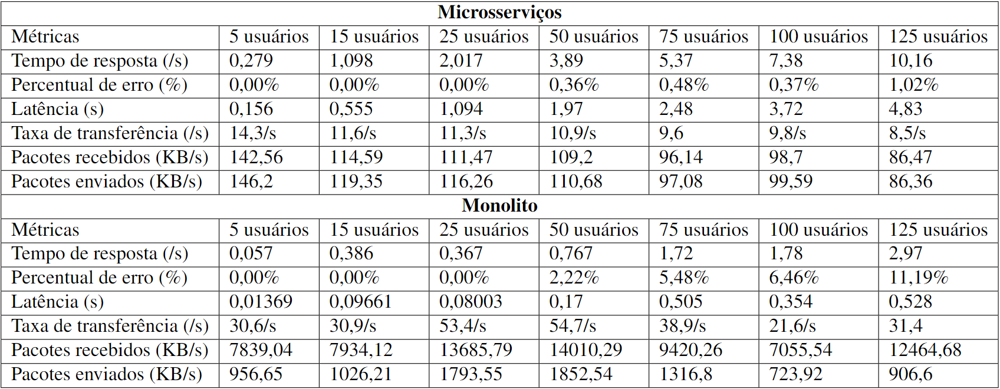 Microsserviços
Métricas 5 usuários 15 usuários 25 usuários 50 usuários 75 usuários 100 usuários 125 usuários
Tempo de resposta (/s) 0,279 1,098 2,017 3,89 5,37 7,38 10,16
Percentual de erro (%) 0,00% 0,00% 0,00% 0,36% 0,48% 0,37% 1,02%
Latência (s) 0,156 0,555 1,094 1,97 2,48 3,72 4,83
Taxa de transferência (/s) 14,3/s 11,6/s 11,3/s 10,9/s 9,6 9,8/s 8,5/s
Pacotes recebidos (KB/s) 142,56 114,59 111,47 109,2 96,14 98,7 86,47
Pacotes enviados (KB/s) 146,2 119,35 116,26 110,68 97,08 99,59 86,36
Monolito
Métricas 5 usuários 15 usuários 25 usuários 50 usuários 75 usuários 100 usuários 125 usuários
Tempo de resposta (/s) 0,057 0,386 0,367 0,767 1,72 1,78 2,97
Percentual de erro (%) 0,00% 0,00% 0,00% 2,22% 5,48% 6,46% 11,19%
Latência (s) 0,01369 0,09661 0,08003 0,17 0,505 0,354 0,528
Taxa de transferência (/s) 30,6/s 30,9/s 53,4/s 54,7/s 38,9/s 21,6/s 31,4
Pacotes recebidos (KB/s) 7839,04 7934,12 13685,79 14010,29 9420,26 7055,54 12464,68
Pacotes enviados (KB/s) 956,65 1026,21 1793,55 1852,54 1316,8 723,92 906,6